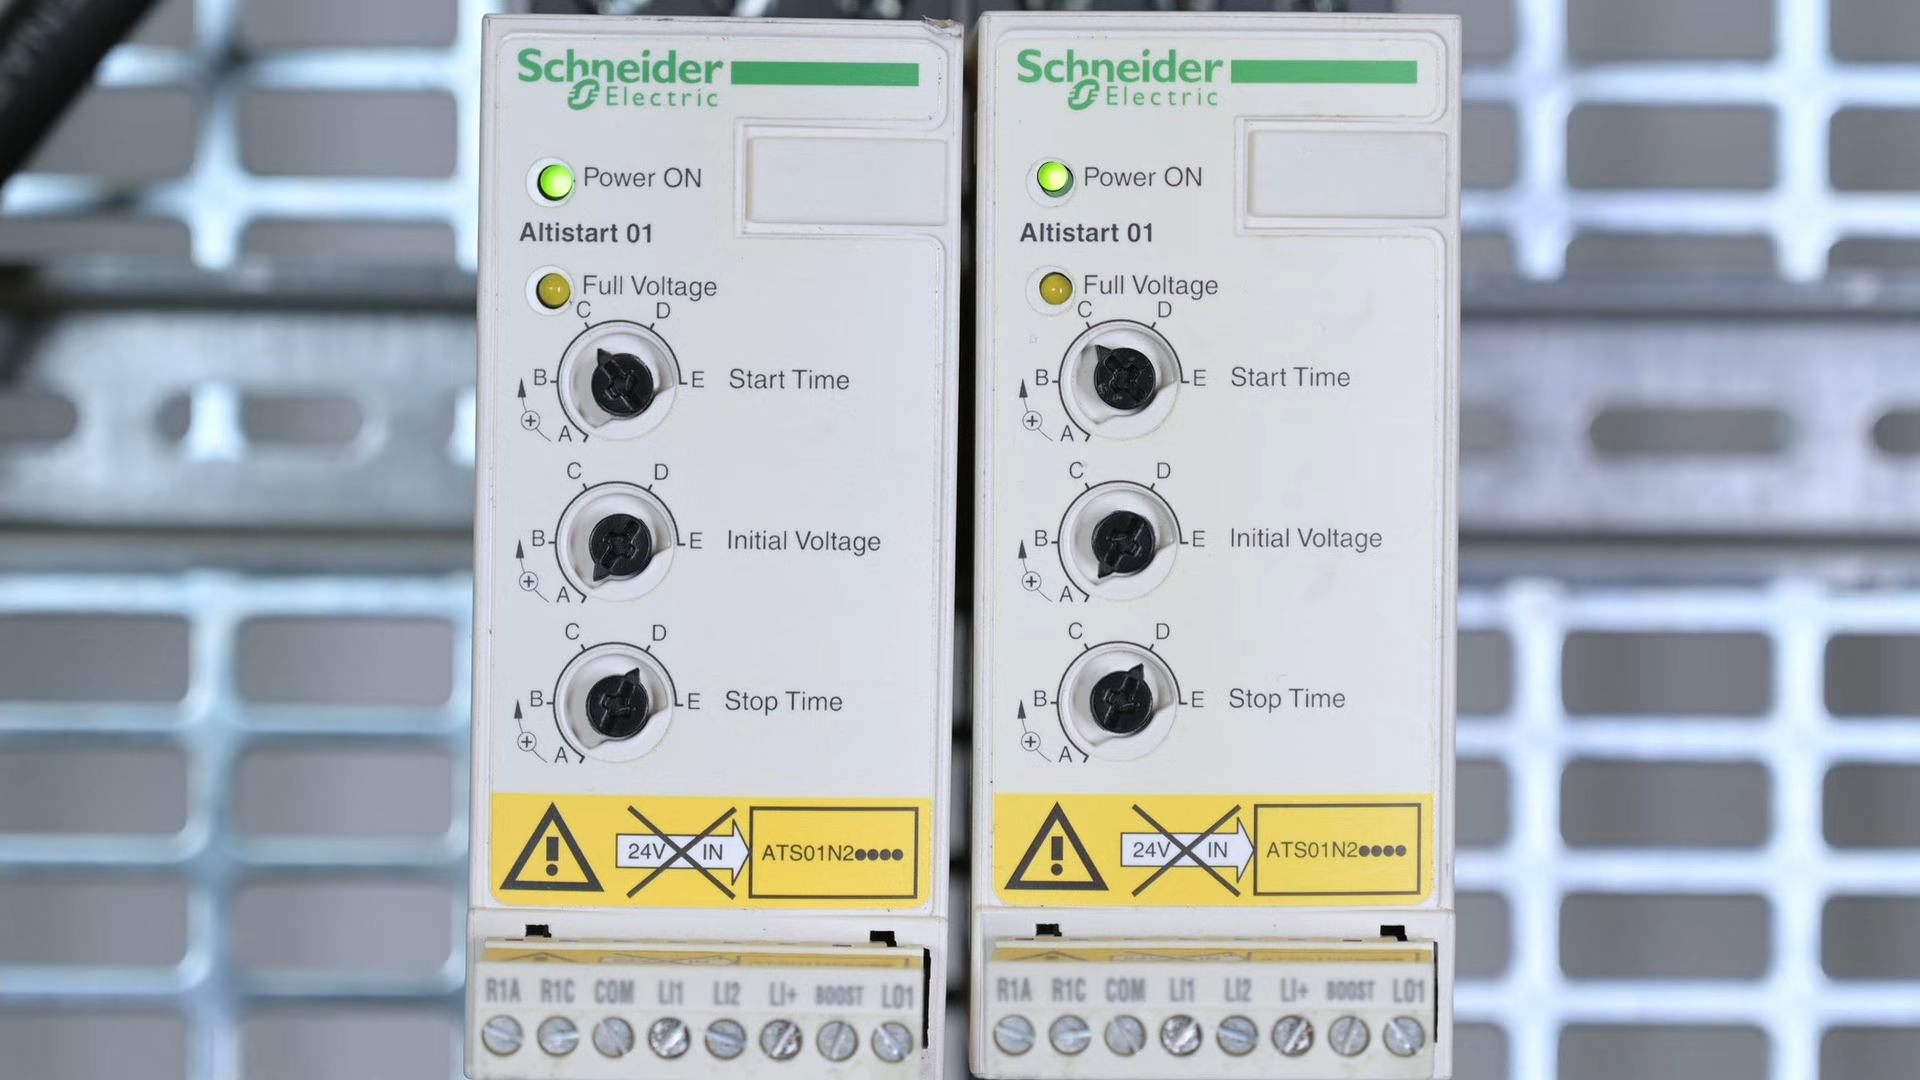 Schneider
Electric
Power ON
Altistart 01
Full Voltage
C D
B E Start Time
A
C D
B E Initial Voltage
A
C D
B E Stop Time
A
24V IN ATS01N2●●●●
R1A R1C COM LI1 LI2 LI+ BOOST LO1
Schneider
Electric
Power ON
Altistart 01
Full Voltage
C D
B E Start Time
A
C D
B E Initial Voltage
A
C D
B E Stop Time
A
24V IN ATS01N2●●●●
R1A R1C COM LI1 LI2 LI+ BOOST LO1